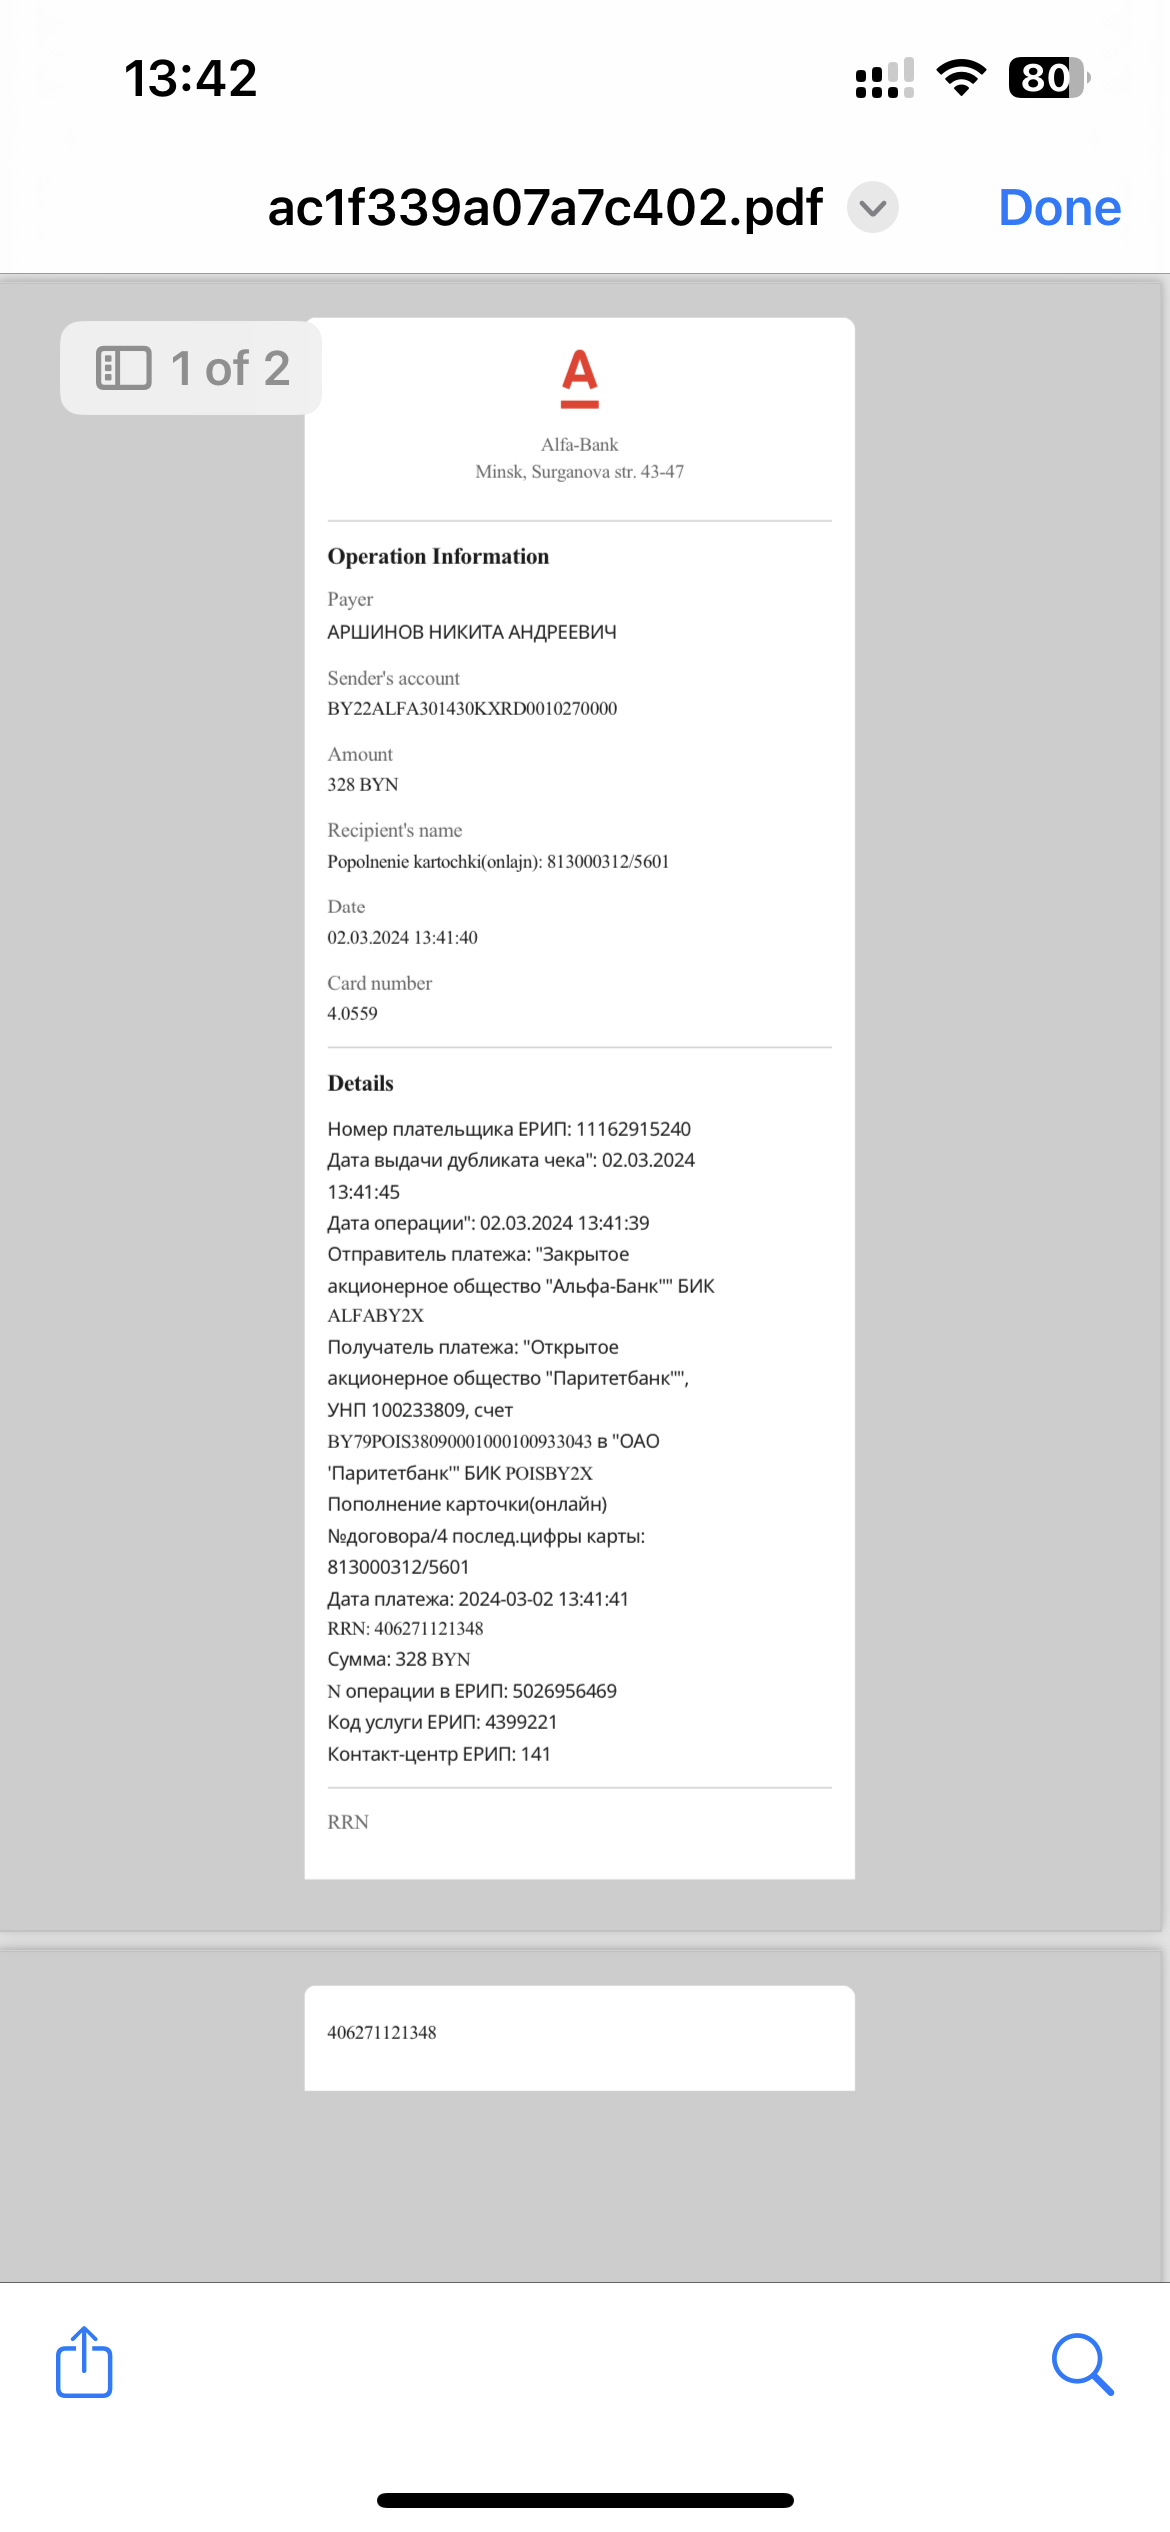 13:42
80
ac1f339a07a7c402.pdf
Done
1 of 2
A
Alfa-Bank
Minsk, Surganova str. 43-47
Operation Information
Payer
АРШИНОВ НИКИТА АНДРЕЕВИЧ
Sender's account
BY22ALFA301430KXRD0010270000
Amount
328 BYN
Recipient's name
Popolnenie kartochki(onlajn): 813000312/5601
Date
02.03.2024 13:41:40
Card number
4.0559
Details
Номер плательщика ЕРИП: 11162915240
Дата выдачи дубликата чека": 02.03.2024
13:41:45
Дата операции": 02.03.2024 13:41:39
Отправитель платежа: "Закрытое
акционерное общество "Альфа-Банк"" БИК
ALFABY2X
Получатель платежа: "Открытое
акционерное общество "Паритетбанк"",
УНП 100233809, счет
BY79POIS38090001000100933043 в "ОАО
'Паритетбанк'" БИК POISBY2X
Пополнение карточки(онлайн)
№договора/4 послед.цифры карты:
813000312/5601
Дата платежа: 2024-03-02 13:41:41
RRN: 406271121348
Сумма: 328 BYN
N операции в ЕРИП: 5026956469
Код услуги ЕРИП: 4399221
Контакт-центр ЕРИП: 141
RRN
406271121348